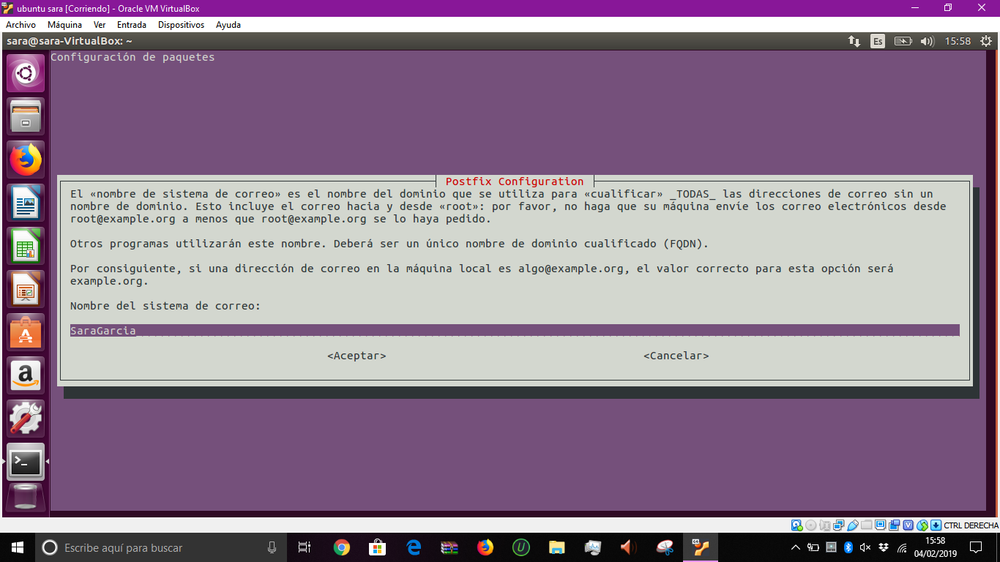 ubuntu sara [Corriendo] - Oracle VM VirtualBox
Archivo Máquina Ver Entrada Dispositivos Ayuda
sara@sara-VirtualBox: ~
Es
15:58
Configuración de paquetes
Postfix Configuration
El «nombre de sistema de correo» es el nombre del dominio que se utiliza para «cualificar» _TODAS_ las direcciones de correo sin un
nombre de dominio. Esto incluye el correo hacia y desde «root»: por favor, no haga que su máquina envíe los correo electrónicos desde
root@example.org a menos que root@example.org se lo haya pedido.
Otros programas utilizarán este nombre. Deberá ser un único nombre de dominio cualificado (FQDN).
Por consiguiente, si una dirección de correo en la máquina local es algo@example.org, el valor correcto para esta opción será
example.org.
Nombre del sistema de correo:
SaraGarcia
<Aceptar> <Cancelar>
CTRL DERECHA
Escribe aquí para buscar
15:58
04/02/2019